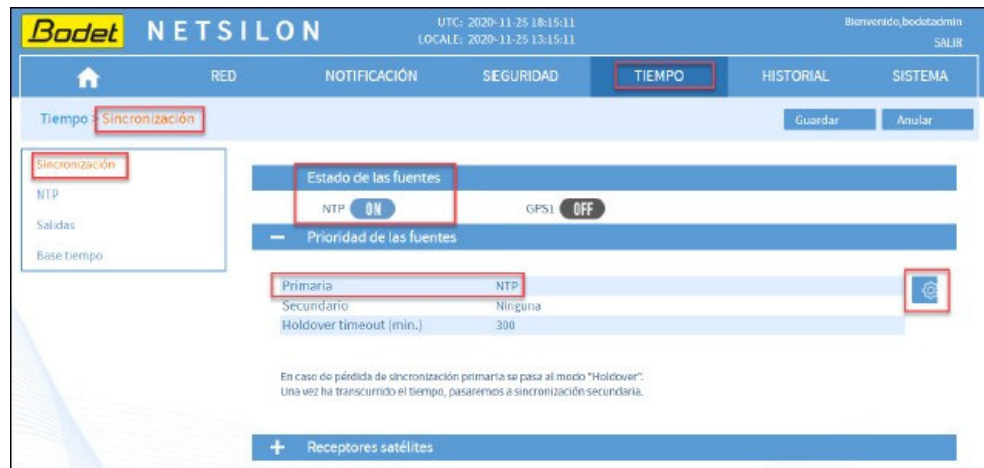 Bodet NETSILON
UTC: 2020-11-25 18:15:11
LOCALE: 2020-11-25 13:15:11
Bienvenido,bodetadmin
SALIR
RED NOTIFICACIÓN SEGURIDAD TIEMPO HISTORIAL SISTEMA
Tiempo > Sincronización
Guardar Anular
Sincronización
NTP
Salidas
Base tiempo
Estado de las fuentes
NTP ON GPS1 OFF
− Prioridad de las fuentes
Primaria NTP
Secundario Ninguna
Holdover timeout (min.) 300
En caso de pérdida de sincronización primaria se pasa al modo "Holdover".
Una vez ha transcurrido el tiempo, pasaremos a sincronización secundaria.
+ Receptores satélites